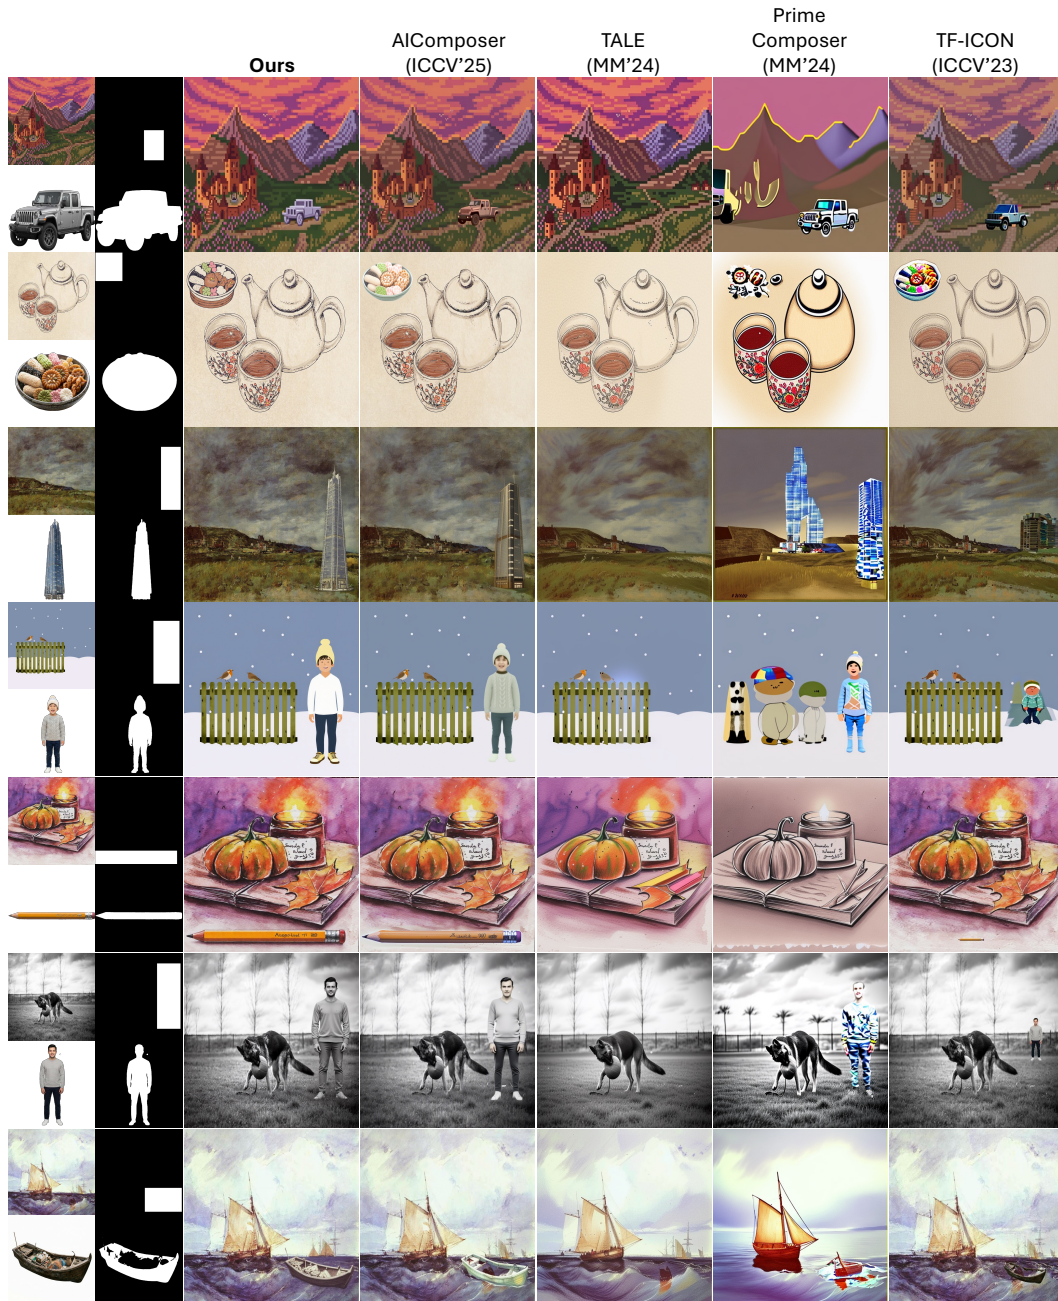 Ours
AIComposer
(ICCV'25)
TALE
(MM'24)
Prime
Composer
(MM'24)
TF-ICON
(ICCV'23)